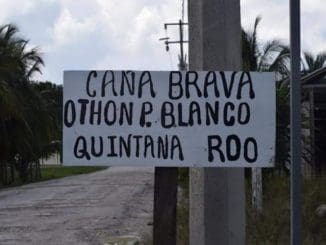 CAÑA BRAVA
OTHON P. BLANCO
QUINTANA ROO